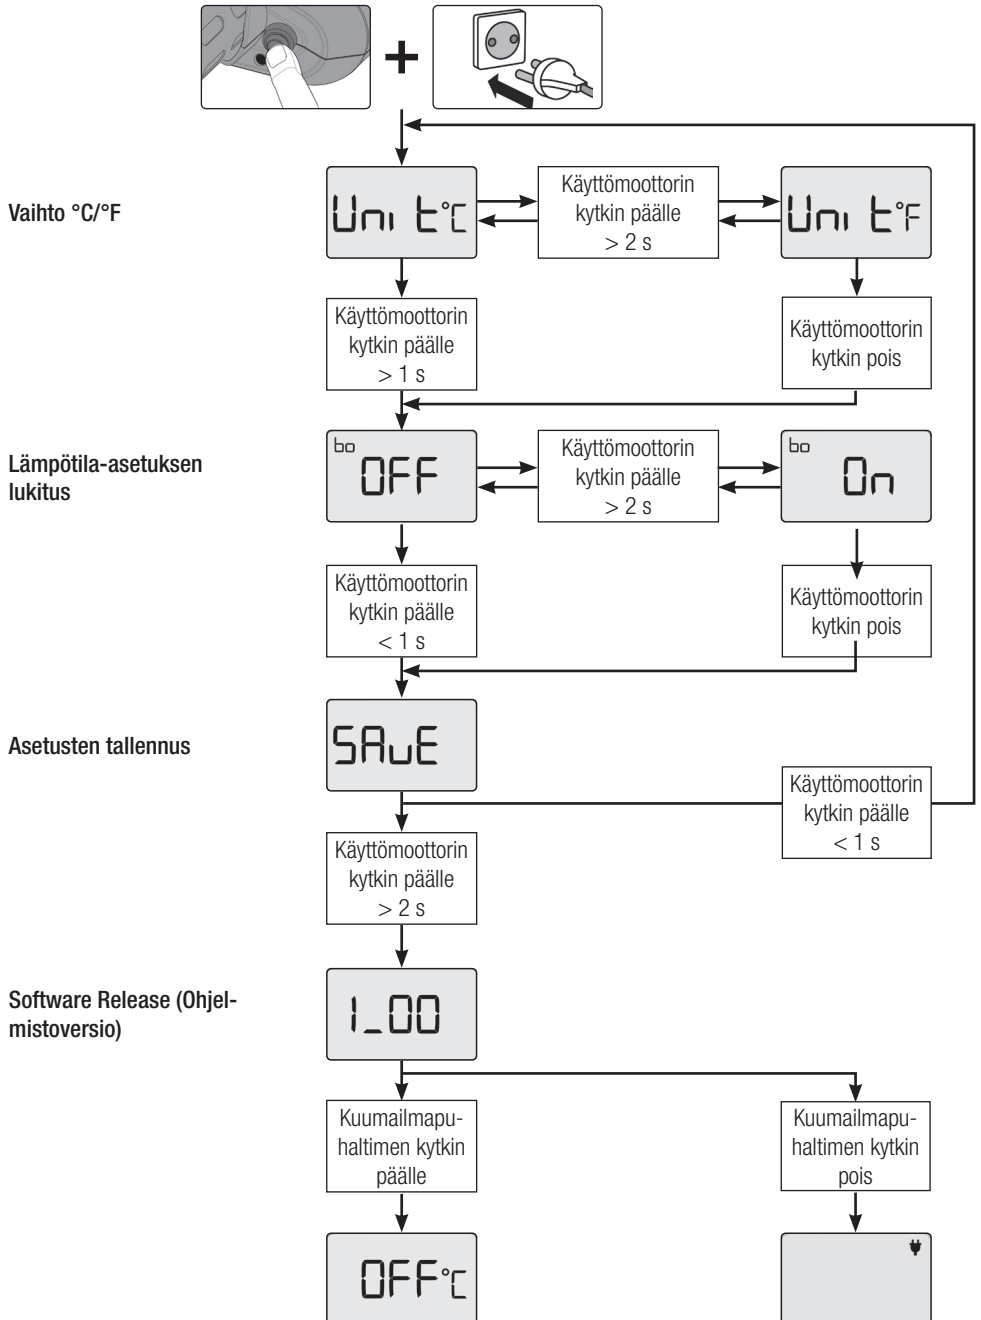 Vaihto °C/°F
Unit°C
Käyttömoottorin
kytkin päälle
> 2 s
Unit°F
Käyttömoottorin
kytkin päälle
> 1 s
Käyttömoottorin
kytkin pois
Lämpötila-asetuksen
lukitus
bo
OFF
Käyttömoottorin
kytkin päälle
> 2 s
bo
On
Käyttömoottorin
kytkin päälle
< 1 s
Käyttömoottorin
kytkin pois
Asetusten tallennus
SAvE
Käyttömoottorin
kytkin päälle
< 1 s
Käyttömoottorin
kytkin päälle
> 2 s
Software Release (Ohjel-
mistoversio)
1_00
Kuumailmapu-
haltimen kytkin
päälle
Kuumailmapu-
haltimen kytkin
pois
OFF°C